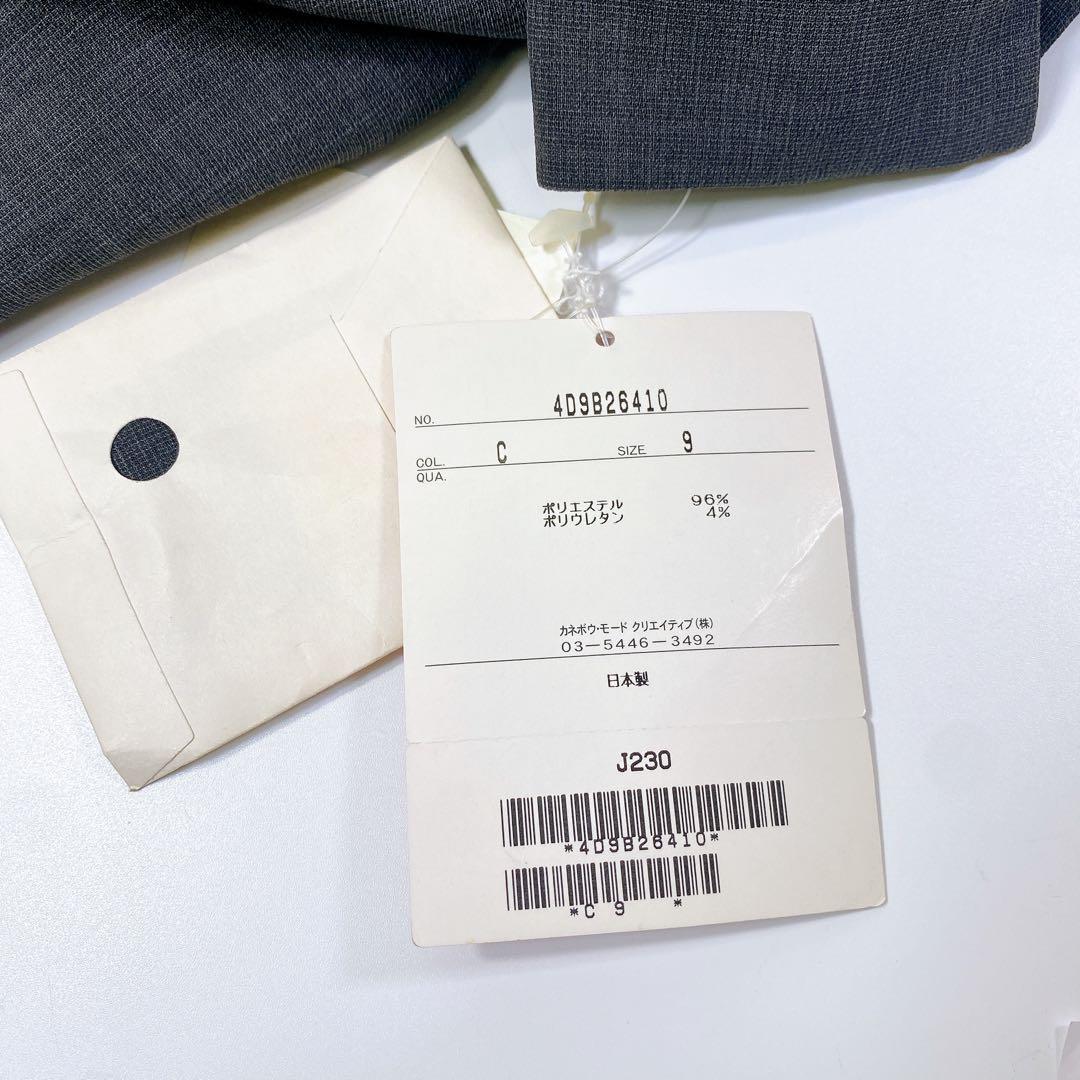 NO. 4D9B26410
COL. C SIZE 9
QUA.
ポリエステル 96%
ポリウレタン 4%
カネボウ・モード クリエイティブ(株)
03-5446-3492
日本製
J230
*4D9B26410*
*C 9 *